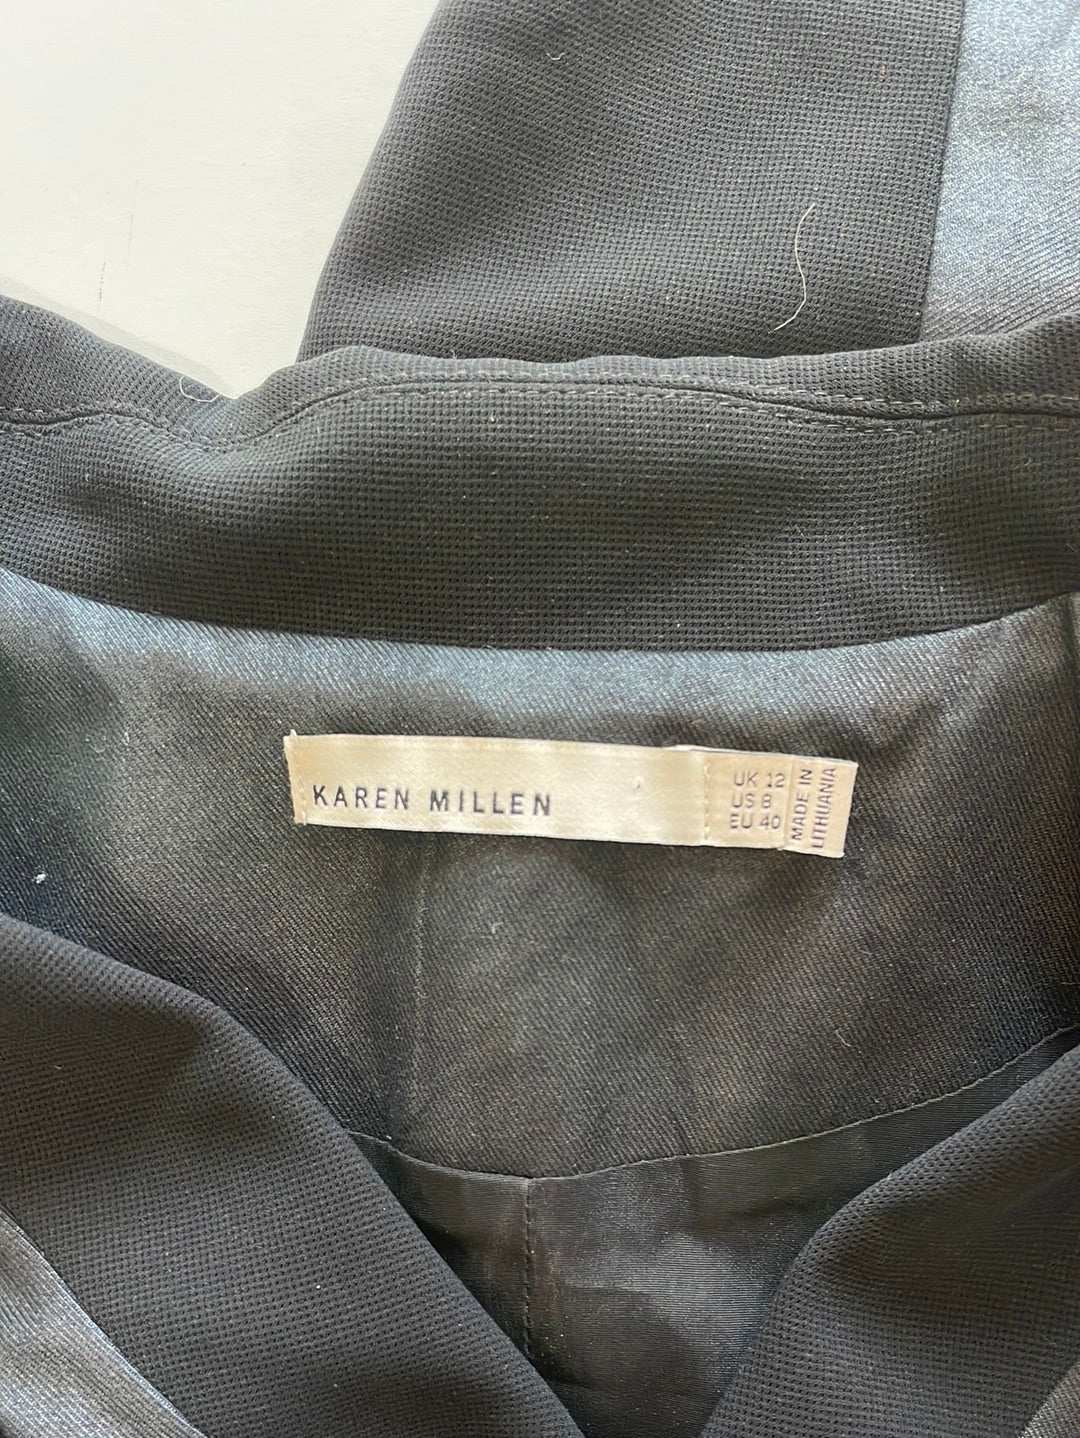 KAREN MILLEN
UK 12
US 8
EU 40
MADE IN
LITHUANIA